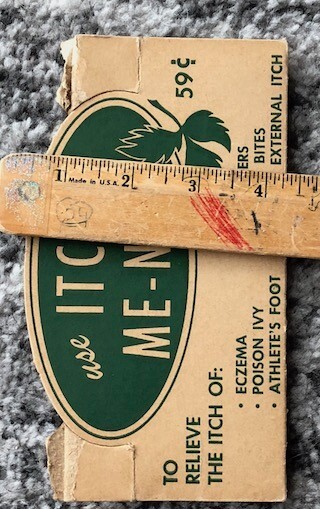 59¢
use ITC
ME-N
TO
RELIEVE
THE ITCH OF:
• ECZEMA
• POISON IVY
• ATHLETE'S FOOT
ERS
BITES
EXTERNAL ITCH
1 Made in U.S.A. 2 3 4